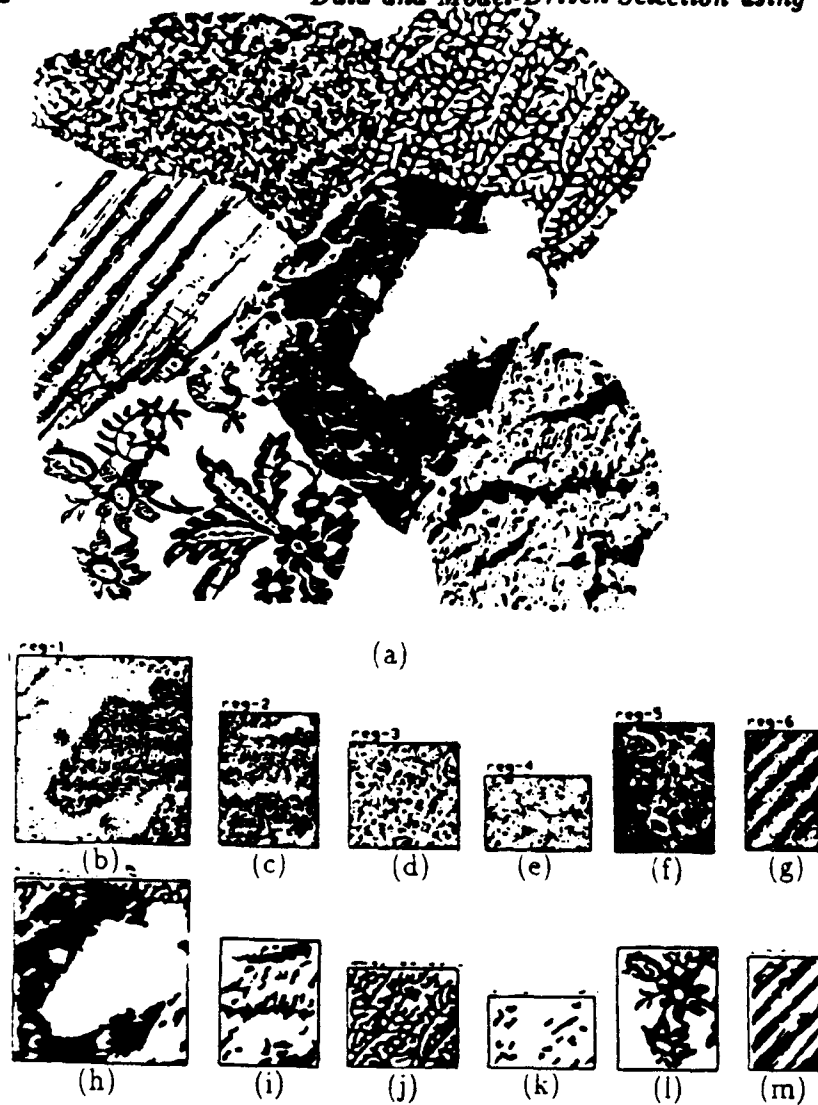 Data and Model-Driven Selection using
(a)
reg-1
reg-2
reg-3
reg-4
reg-5
reg-6
(b)
(c)
(d)
(e)
(f)
(g)
(h)
(i)
(j)
(k)
(l)
(m)